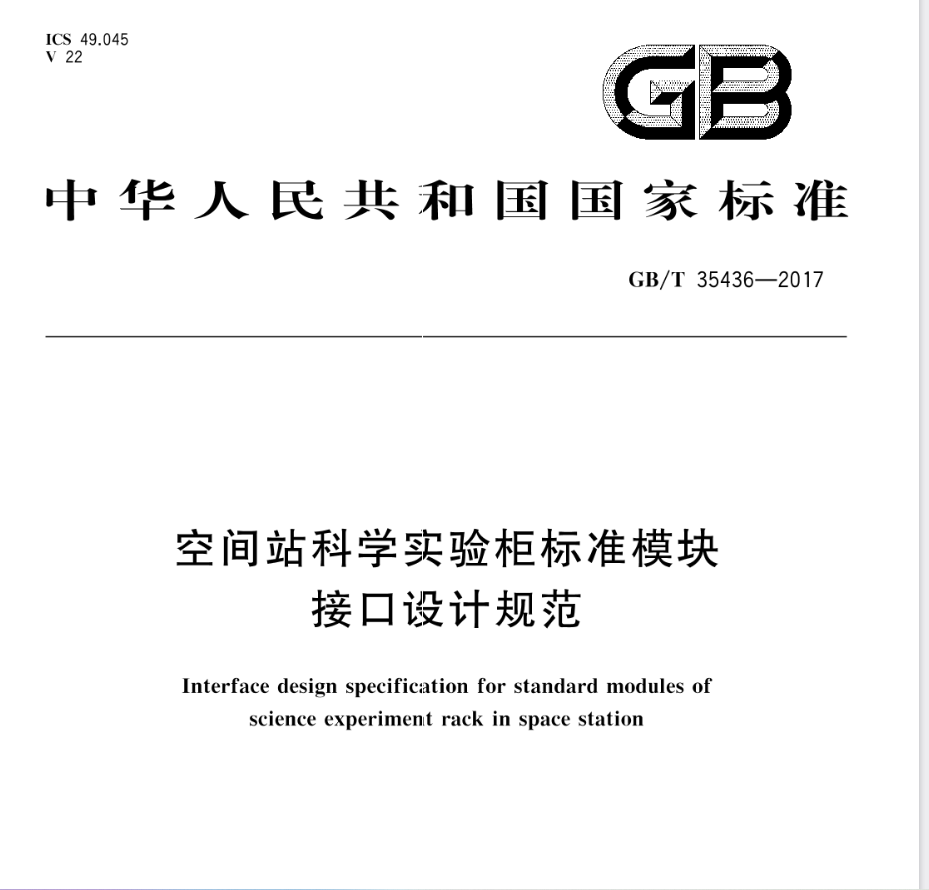 ICS 49.045
V 22
GB
中华人民共和国国家标准
GB/T 35436—2017
空间站科学实验柜标准模块
接口设计规范
Interface design specification for standard modules of
science experiment rack in space station